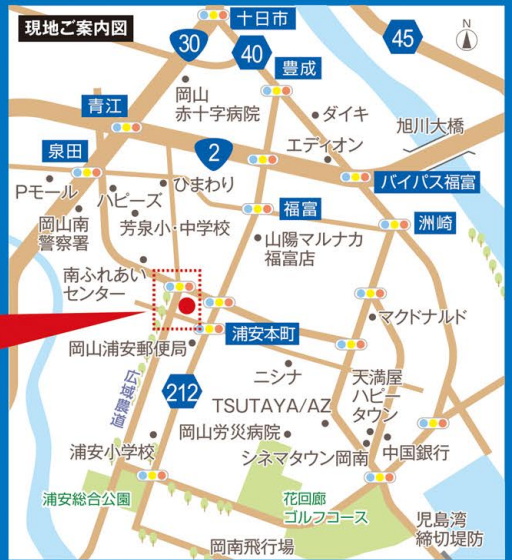 現地ご案内図
十日市
N
30
40
45
豊成
岡山
赤十字病院
ダイキ
青江
旭川大橋
エディオン
2
泉田
バイパス福富
Pモール
ハピーズ
ひまわり
福富
洲崎
岡山南
警察署
芳泉小・中学校
山陽マルナカ
福富店
南ふれあい
センター
マクドナルド
浦安本町
岡山浦安郵便局
ニシナ
天満屋
ハピー
タウン
広域農道
212
TSUTAYA/AZ
岡山労災病院
浦安小学校
シネマタウン岡南
中国銀行
浦安総合公園
花回廊
ゴルフコース
児島湾
締切堤防
岡南飛行場